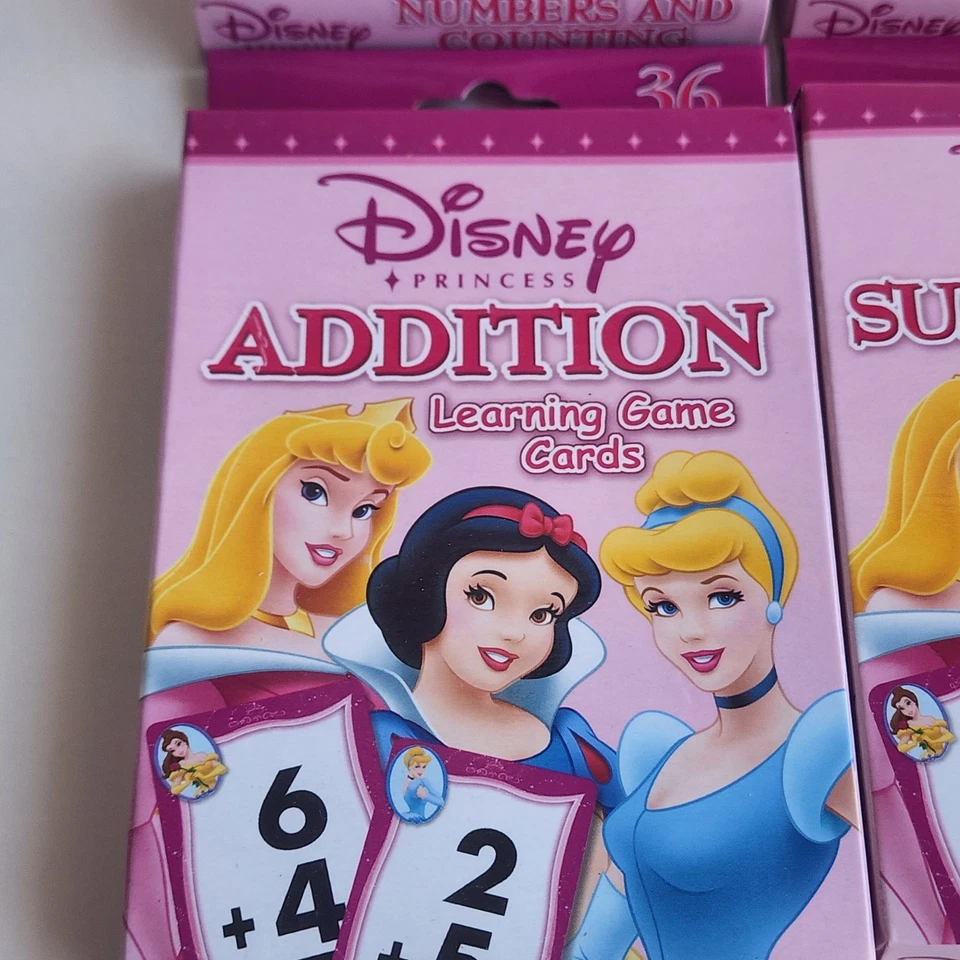 Disney
NUMBERS AND
COUNTING
Disney
36
Disney
PRINCESS
ADDITION
Learning Game
Cards
SU
6
+4
2
+5